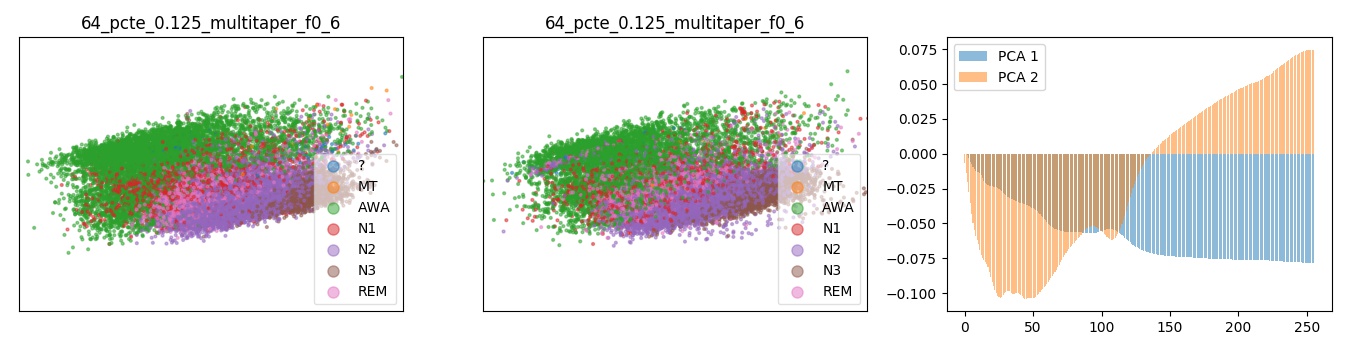 64_pcte_0.125_multitaper_f0_6
?
MT
AWA
N1
N2
N3
REM
64_pcte_0.125_multitaper_f0_6
?
MT
AWA
N1
N2
N3
REM
PCA 1
PCA 2
0.075
0.050
0.025
0.000
−0.025
−0.050
−0.075
−0.100
0 50 100 150 200 250